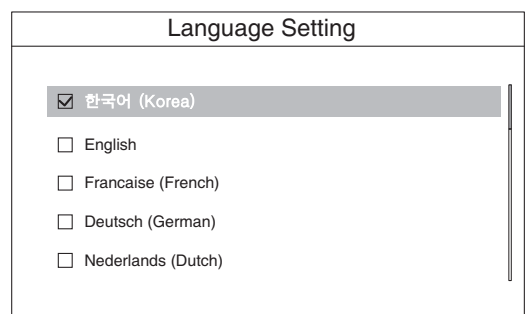 Language Setting
한국어 (Korea)
English
Francaise (French)
Deutsch (German)
Nederlands (Dutch)